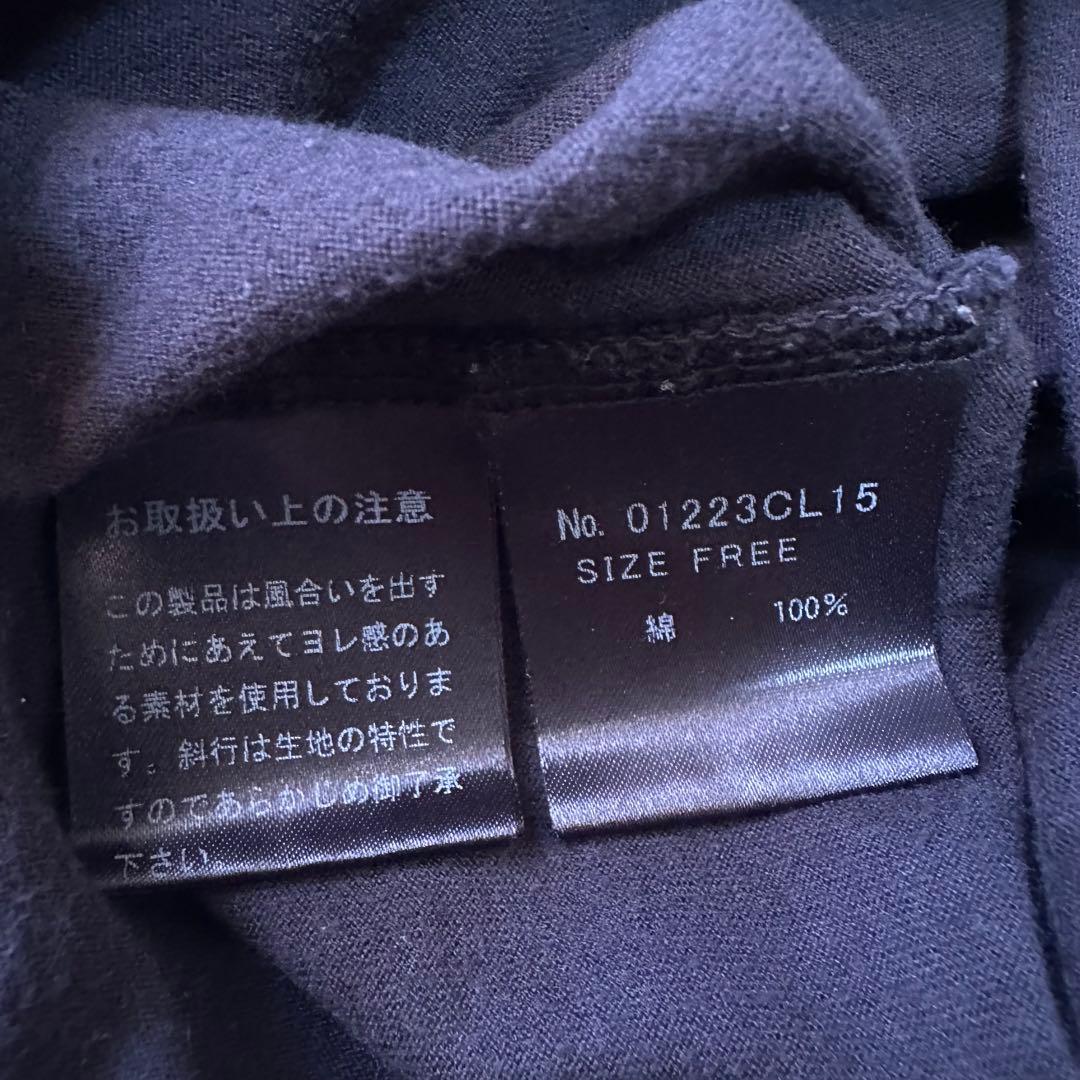 お取扱い上の注意
この製品は風合いを出す
ためにあえてヨレ感のあ
る素材を使用しておりま
す。斜行は生地の特性で
すのであらかじめ御了承
下さい。
No. 01223CL15
SIZE FREE
綿 100%